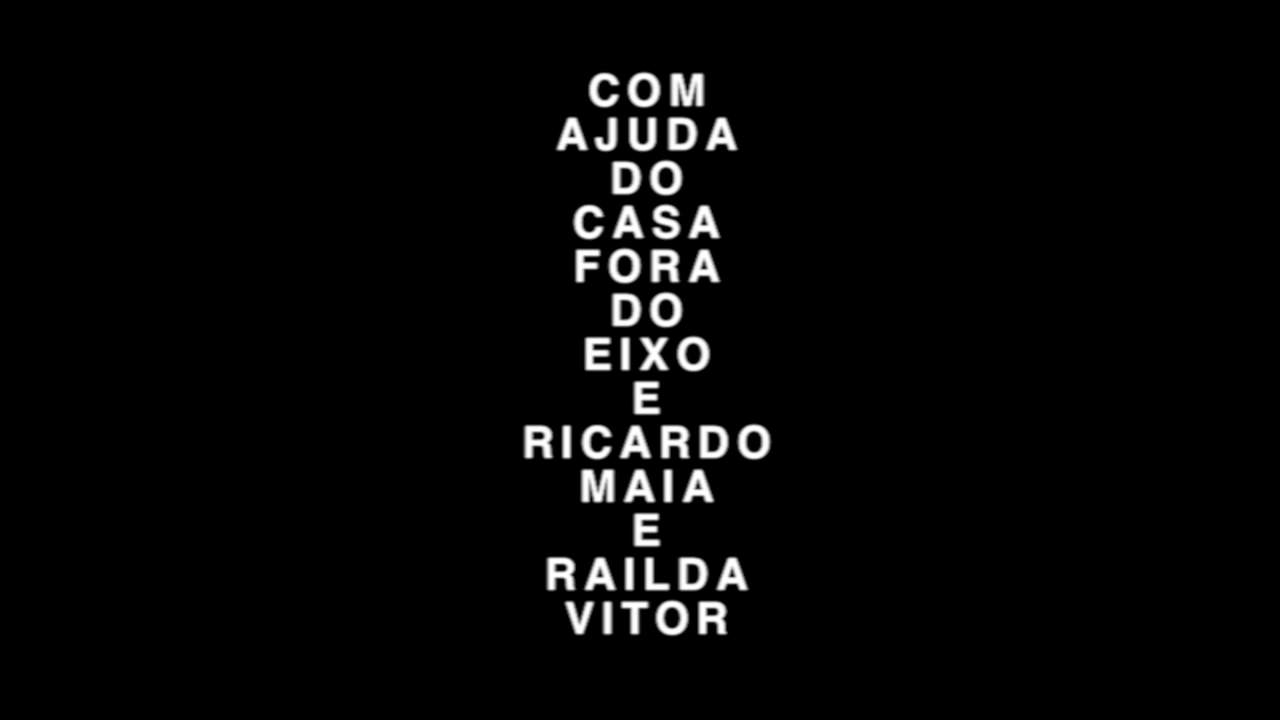 COM
AJUDA
DO
CASA
FORA
DO
EIXO
E
RICARDO
MAIA
E
RAILDA
VITOR